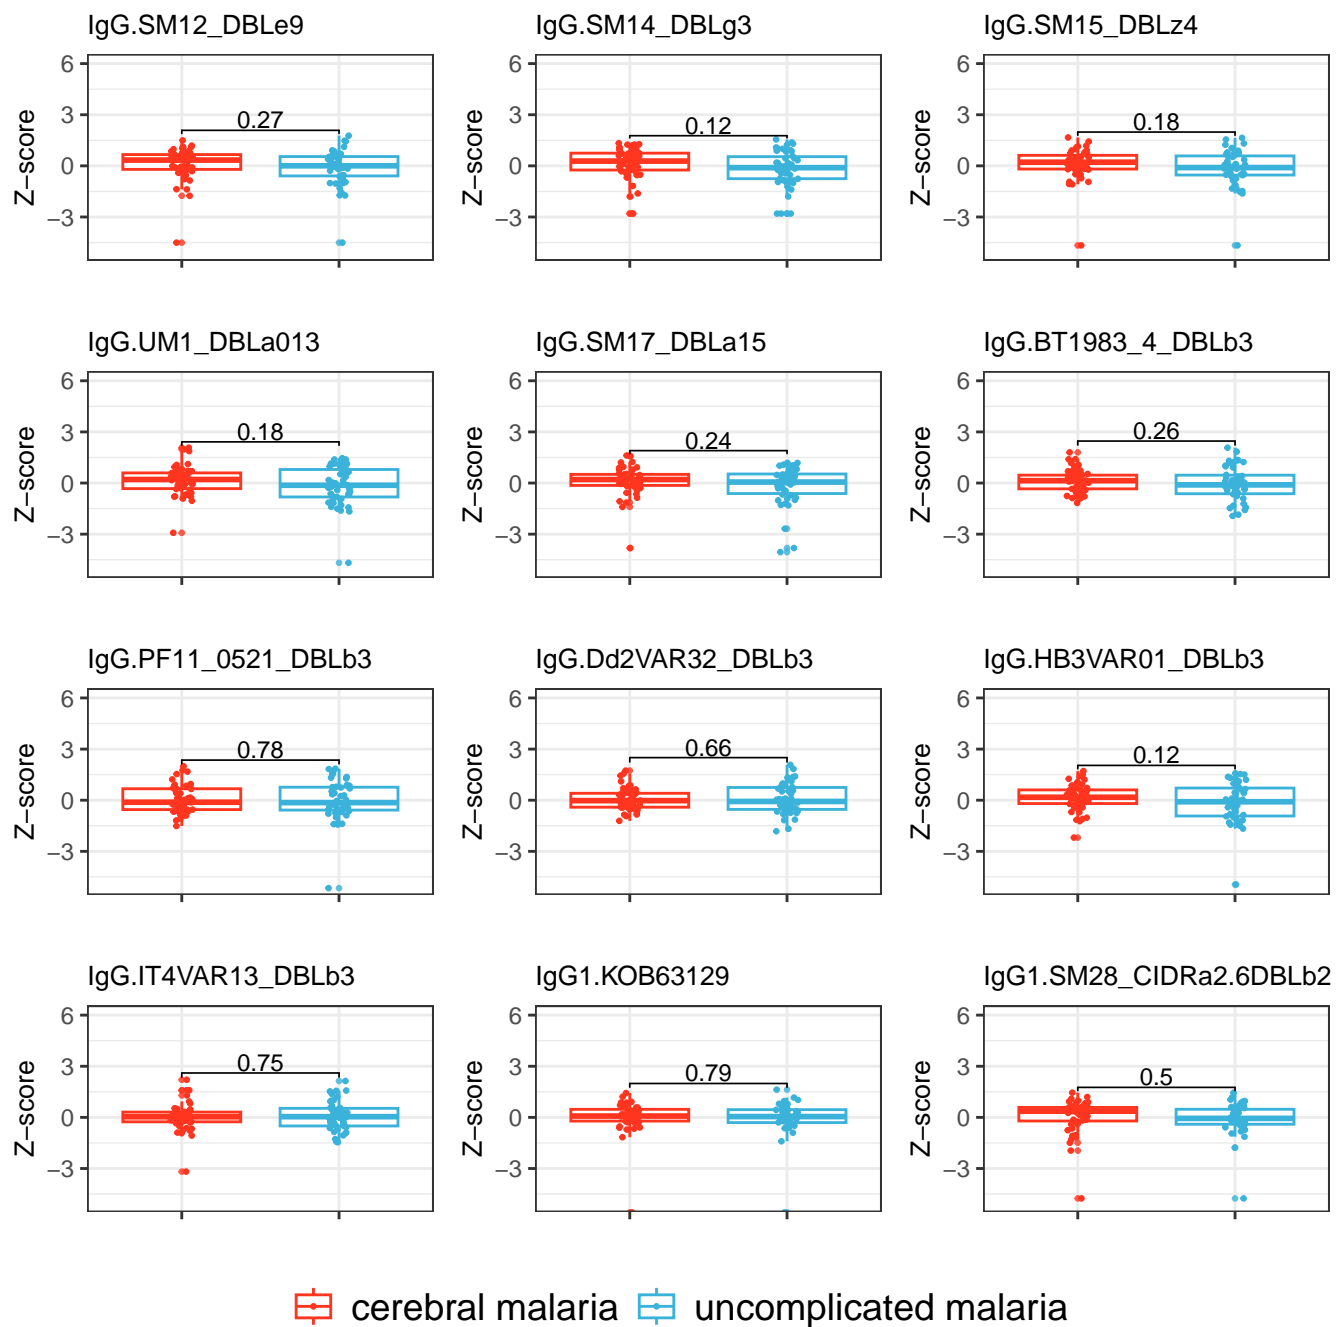 IgG.SM12_DBLe9 IgG.SM14_DBLg3 IgG.SM15_DBLz4
6 6 6
3 3 3
0 0 0
−3 −3 −3
Z−score Z−score Z−score
0.27 0.12 0.18
IgG.UM1_DBLa013 IgG.SM17_DBLa15 IgG.BT1983_4_DBLb3
6 6 6
3 3 3
0 0 0
−3 −3 −3
Z−score Z−score Z−score
0.18 0.24 0.26
IgG.PF11_0521_DBLb3 IgG.Dd2VAR32_DBLb3 IgG.HB3VAR01_DBLb3
6 6 6
3 3 3
0 0 0
−3 −3 −3
Z−score Z−score Z−score
0.78 0.66 0.12
IgG.IT4VAR13_DBLb3 IgG1.KOB63129 IgG1.SM28_CIDRa2.6DBLb2
6 6 6
3 3 3
0 0 0
−3 −3 −3
Z−score Z−score Z−score
0.75 0.79 0.5
cerebral malaria uncomplicated malaria